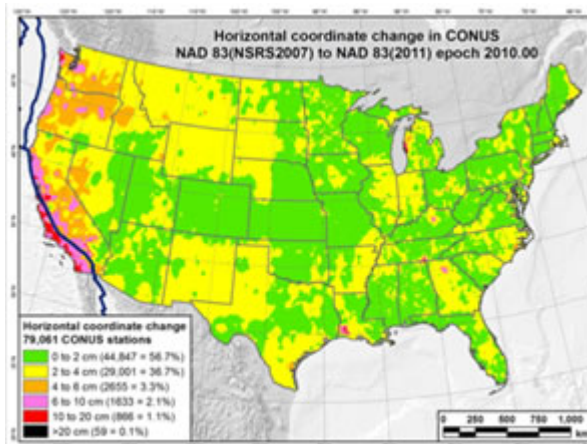 Horizontal coordinate change in CONUS
NAD 83(NSRS2007) to NAD 83(2011) epoch 2010.00
Horizontal coordinate change
79,061 CONUS stations
0 to 2 cm (44,847 = 56.7%)
2 to 4 cm (29,001 = 36.7%)
4 to 6 cm (2655 = 3.3%)
6 to 10 cm (1633 = 2.1%)
10 to 20 cm (866 = 1.1%)
>20 cm (59 = 0.1%)
0 250 500 750 1,000
km